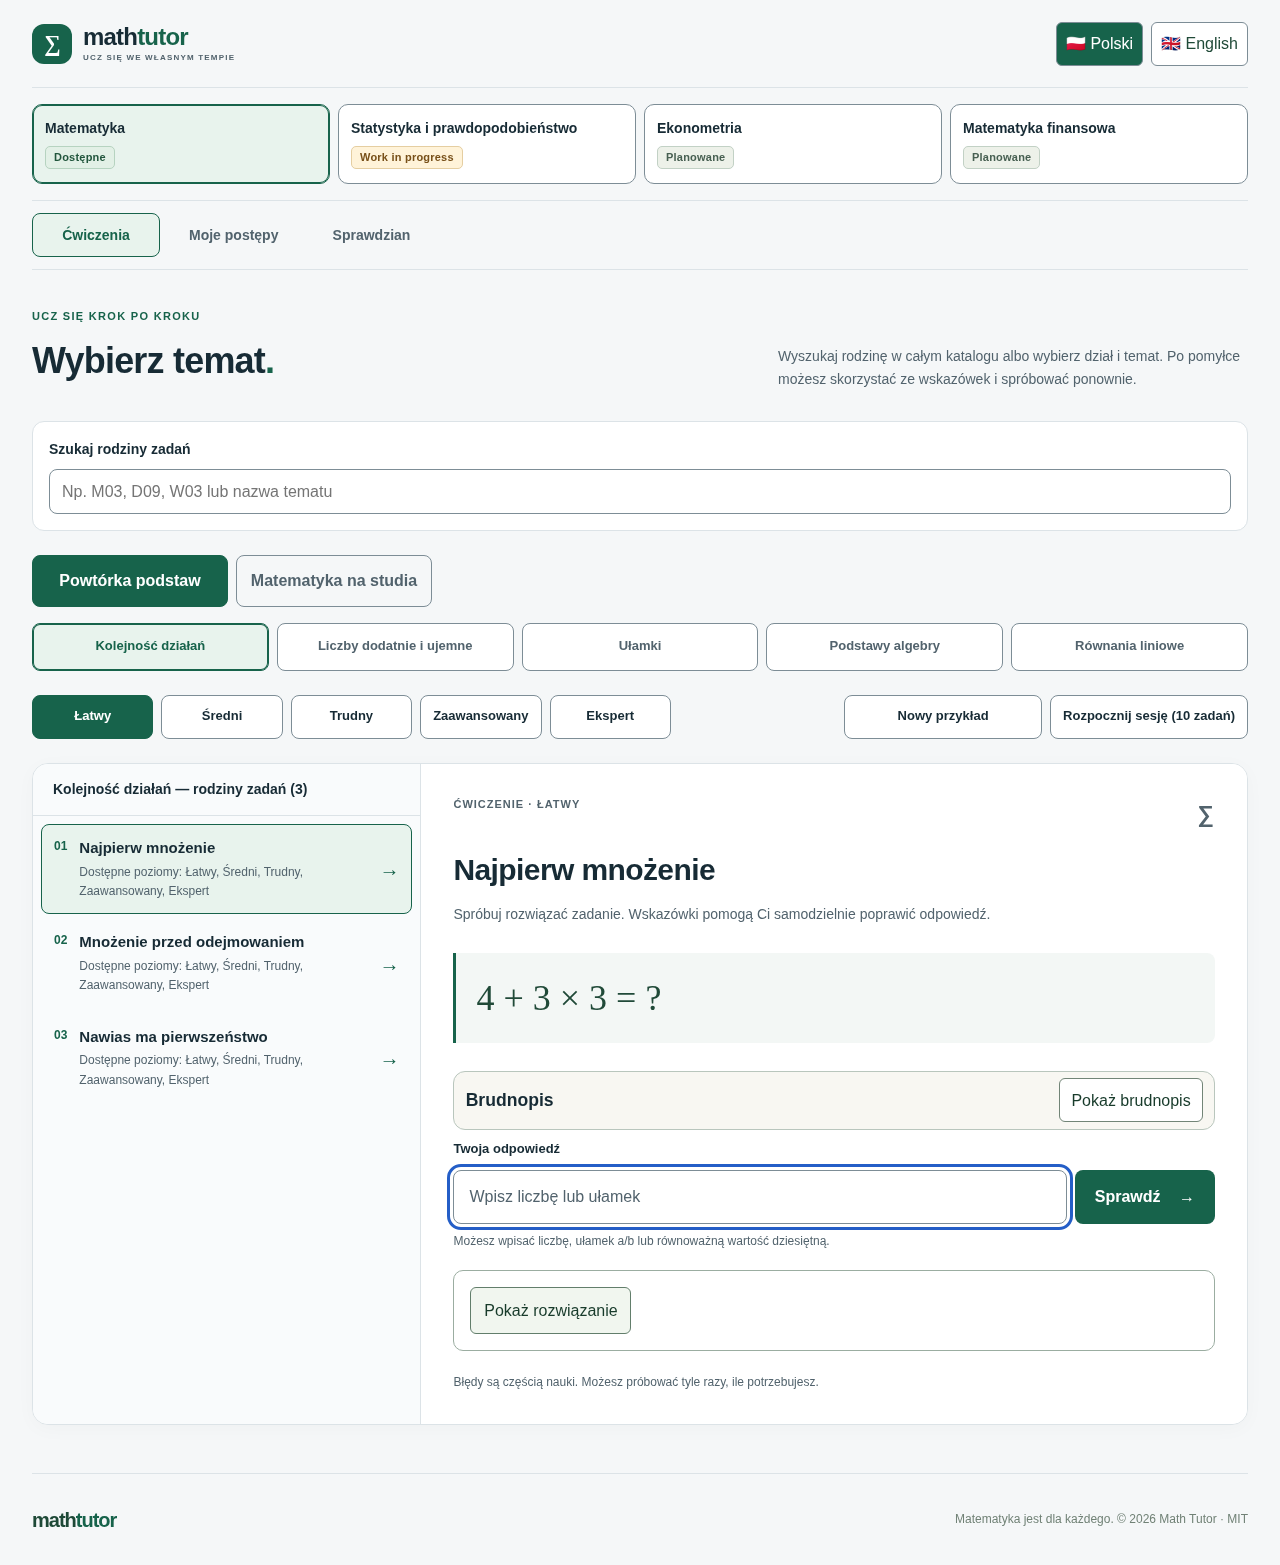 ∑ mathtutor
UCZ SIĘ WE WŁASNYM TEMPIE
🇵🇱 Polski
🇬🇧 English
Matematyka
Dostępne
Statystyka i prawdopodobieństwo
Work in progress
Ekonometria
Planowane
Matematyka finansowa
Planowane
Ćwiczenia
Moje postępy
Sprawdzian
UCZ SIĘ KROK PO KROKU
Wybierz temat.
Wyszukaj rodzinę w całym katalogu albo wybierz dział i temat. Po pomyłce
możesz skorzystać ze wskazówek i spróbować ponownie.
Szukaj rodziny zadań
Np. M03, D09, W03 lub nazwa tematu
Powtórka podstaw
Matematyka na studia
Kolejność działań
Liczby dodatnie i ujemne
Ułamki
Podstawy algebry
Równania liniowe
Łatwy
Średni
Trudny
Zaawansowany
Ekspert
Nowy przykład
Rozpocznij sesję (10 zadań)
Kolejność działań — rodziny zadań (3)
01 Najpierw mnożenie
Dostępne poziomy: Łatwy, Średni, Trudny,
Zaawansowany, Ekspert
→
02 Mnożenie przed odejmowaniem
Dostępne poziomy: Łatwy, Średni, Trudny,
Zaawansowany, Ekspert
→
03 Nawias ma pierwszeństwo
Dostępne poziomy: Łatwy, Średni, Trudny,
Zaawansowany, Ekspert
→
ĆWICZENIE · ŁATWY
∑
Najpierw mnożenie
Spróbuj rozwiązać zadanie. Wskazówki pomogą Ci samodzielnie poprawić odpowiedź.
4 + 3 × 3 = ?
Brudnopis
Pokaż brudnopis
Twoja odpowiedź
Wpisz liczbę lub ułamek
Sprawdź →
Możesz wpisać liczbę, ułamek a/b lub równoważną wartość dziesiętną.
Pokaż rozwiązanie
Błędy są częścią nauki. Możesz próbować tyle razy, ile potrzebujesz.
mathtutor
Matematyka jest dla każdego. © 2026 Math Tutor · MIT